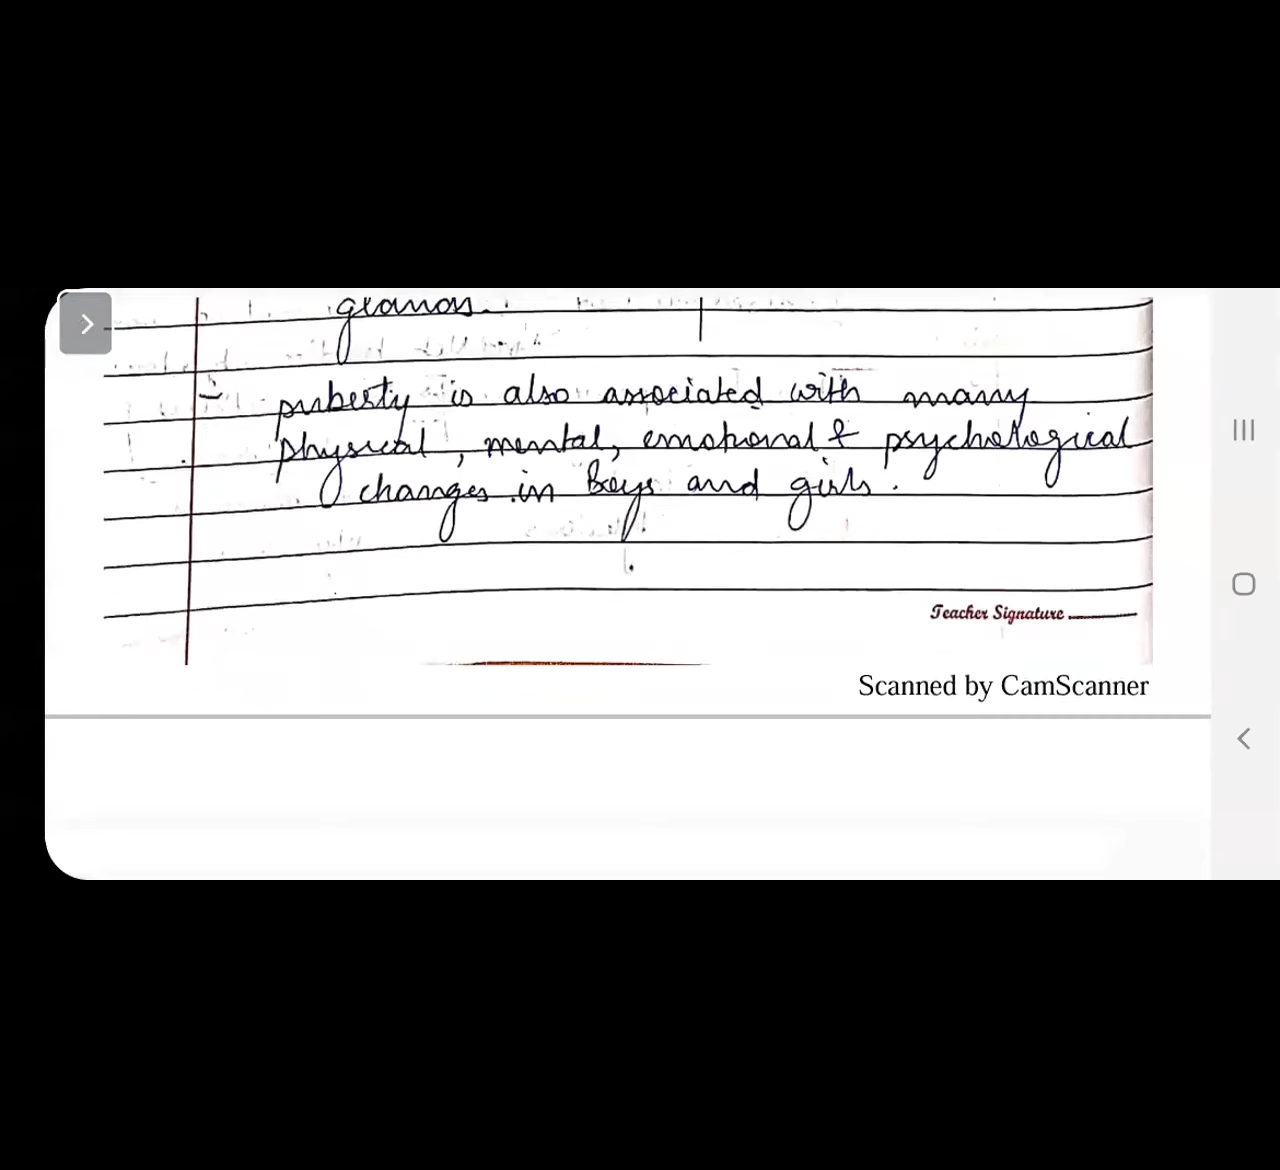 glands.
puberty is also associated with many
physical, mental, emotional & psychological
changes in Boys and girls.
Teacher Signature
Scanned by CamScanner